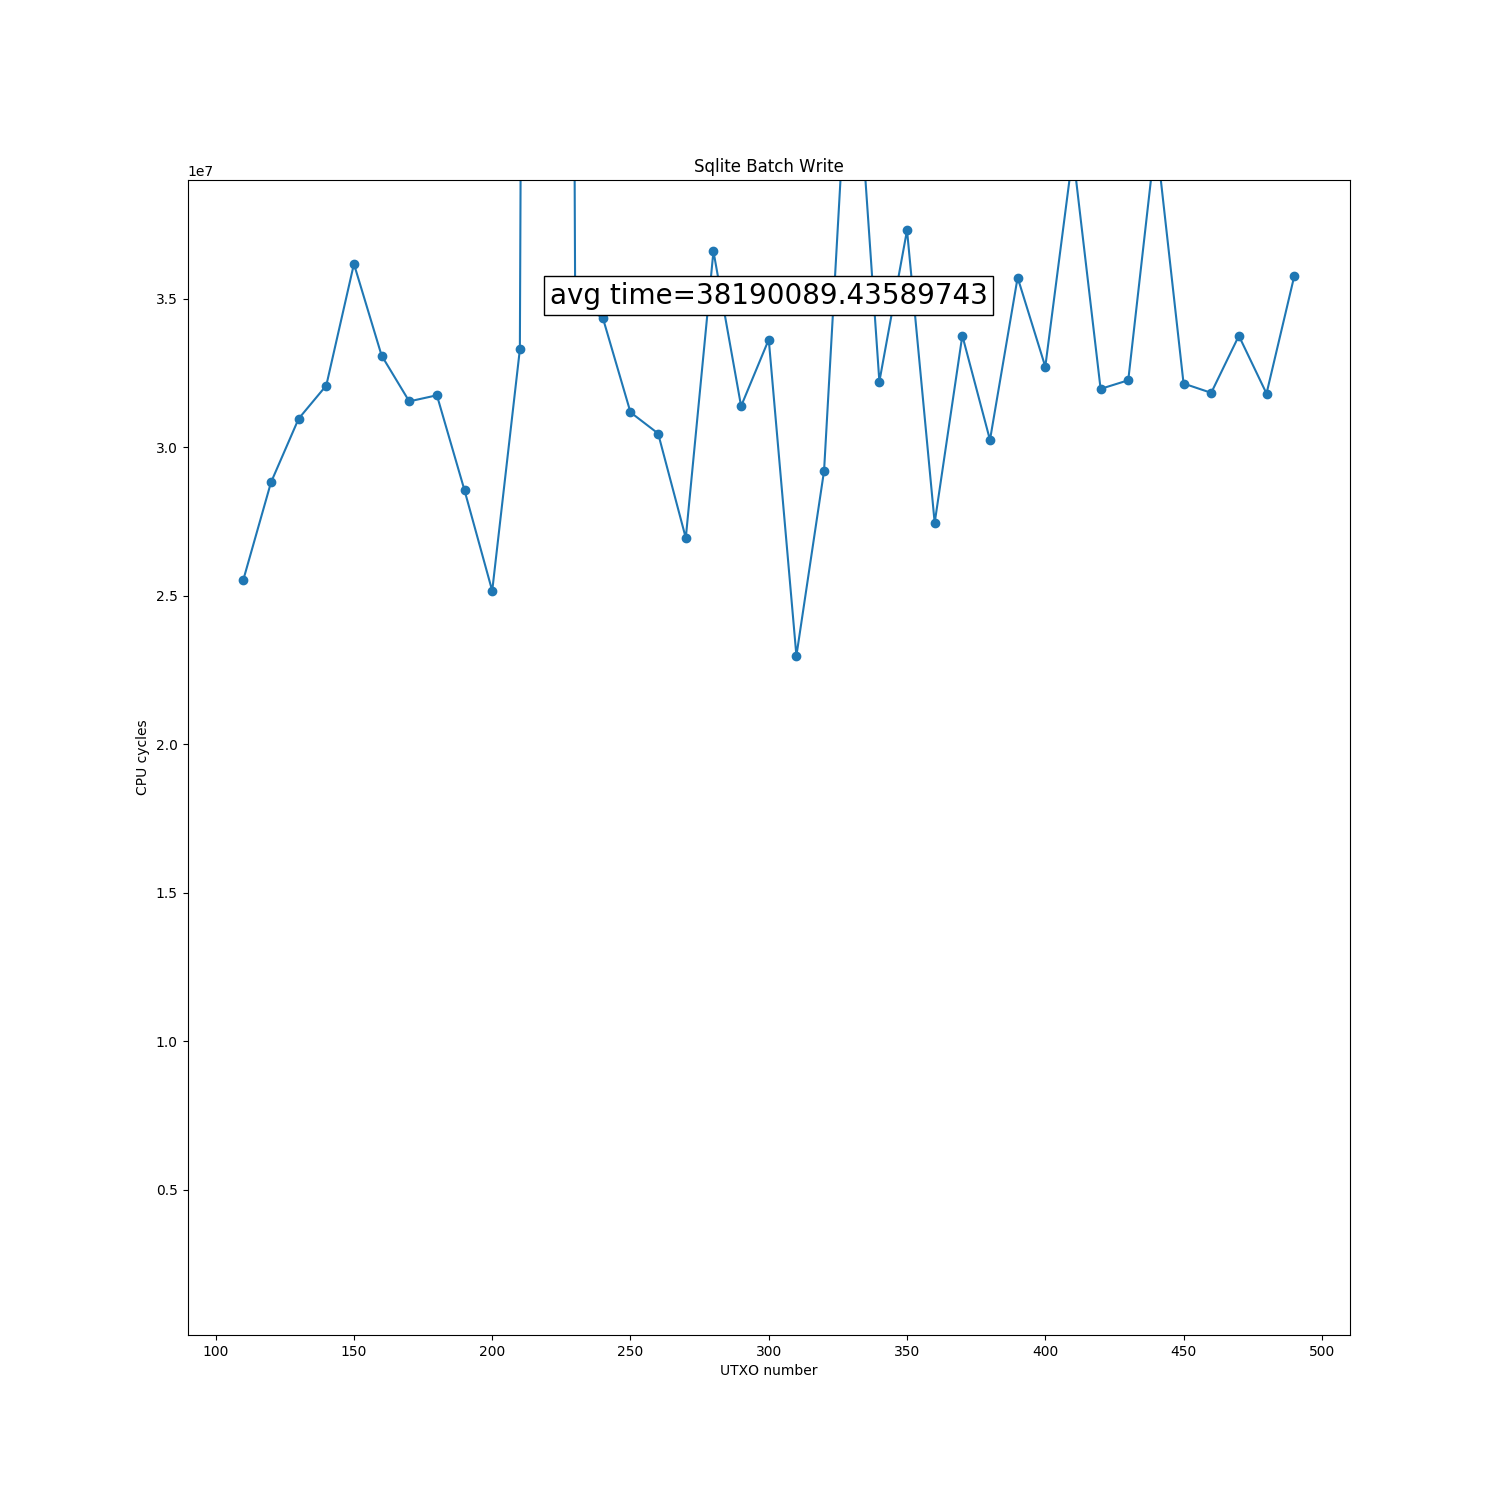 Sqlite Batch Write
1e7
avg time=38190089.43589743
3.5
3.0
2.5
2.0
1.5
1.0
0.5
CPU cycles
100 150 200 250 300 350 400 450 500
UTXO number